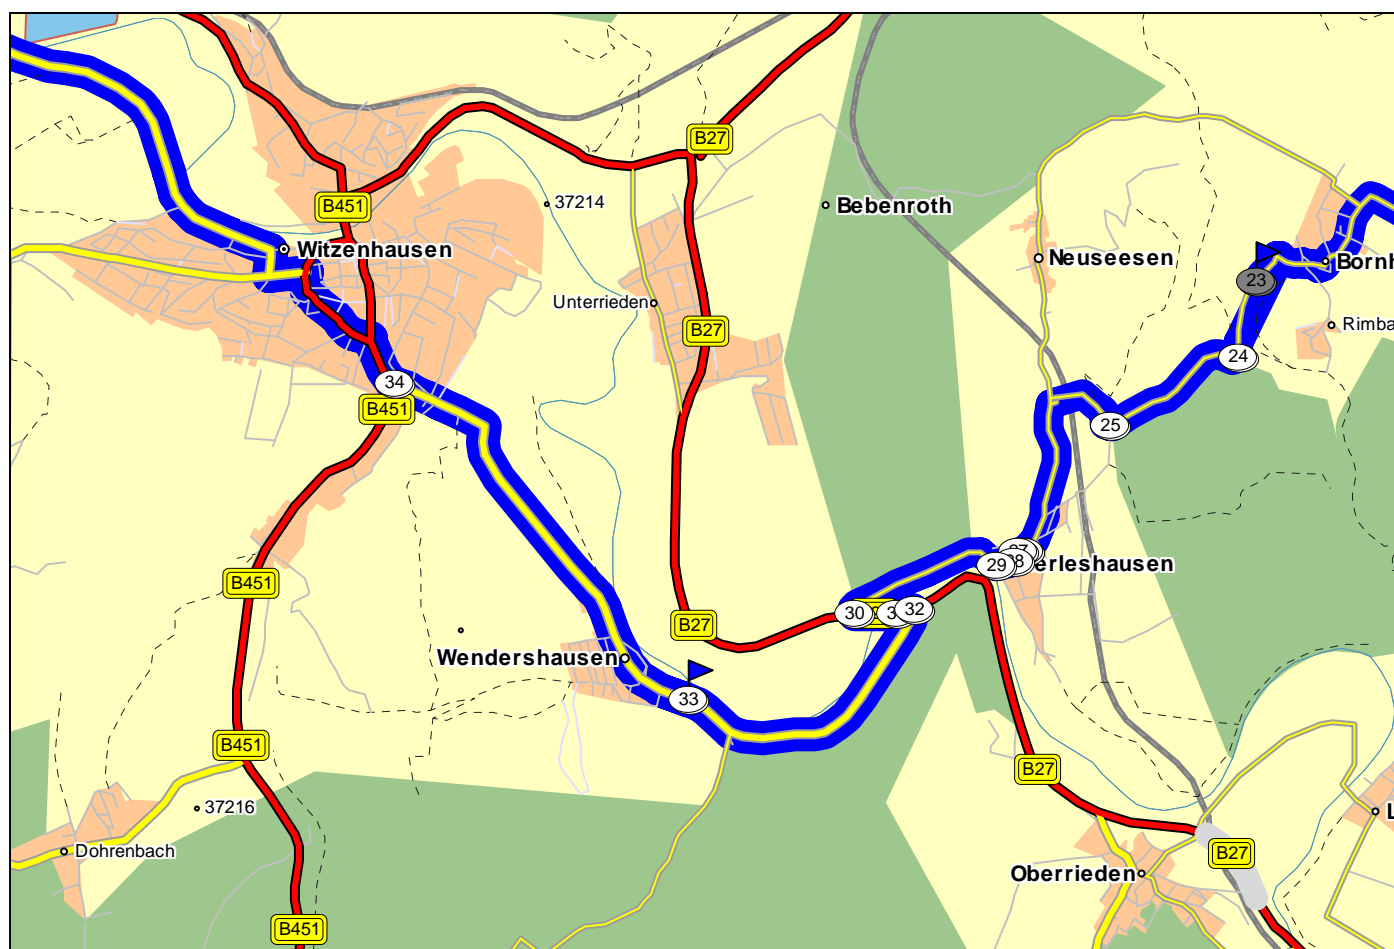 B27
B451
37214
Bebenroth
Witzenhausen
Neuseesen
Bornh
23
Unterrieden
B27
Rimba
24
34
B451
25
29
erleshausen
B451
30
32
B27
Wendershausen
33
B451
B27
37216
Dohrenbach
L
B27
Oberrieden
B451